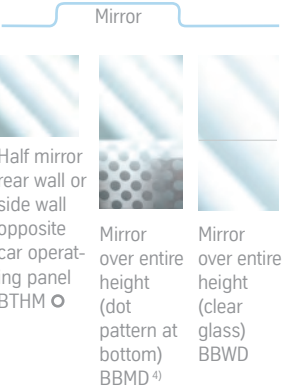 Mirror
Half mirror
rear wall or
side wall
opposite
car operat-
ing panel
BTHM
Mirror
over entire
height
(dot
pattern at
bottom)
BBMD 4)
Mirror
over entire
height
(clear
glass)
BBWD